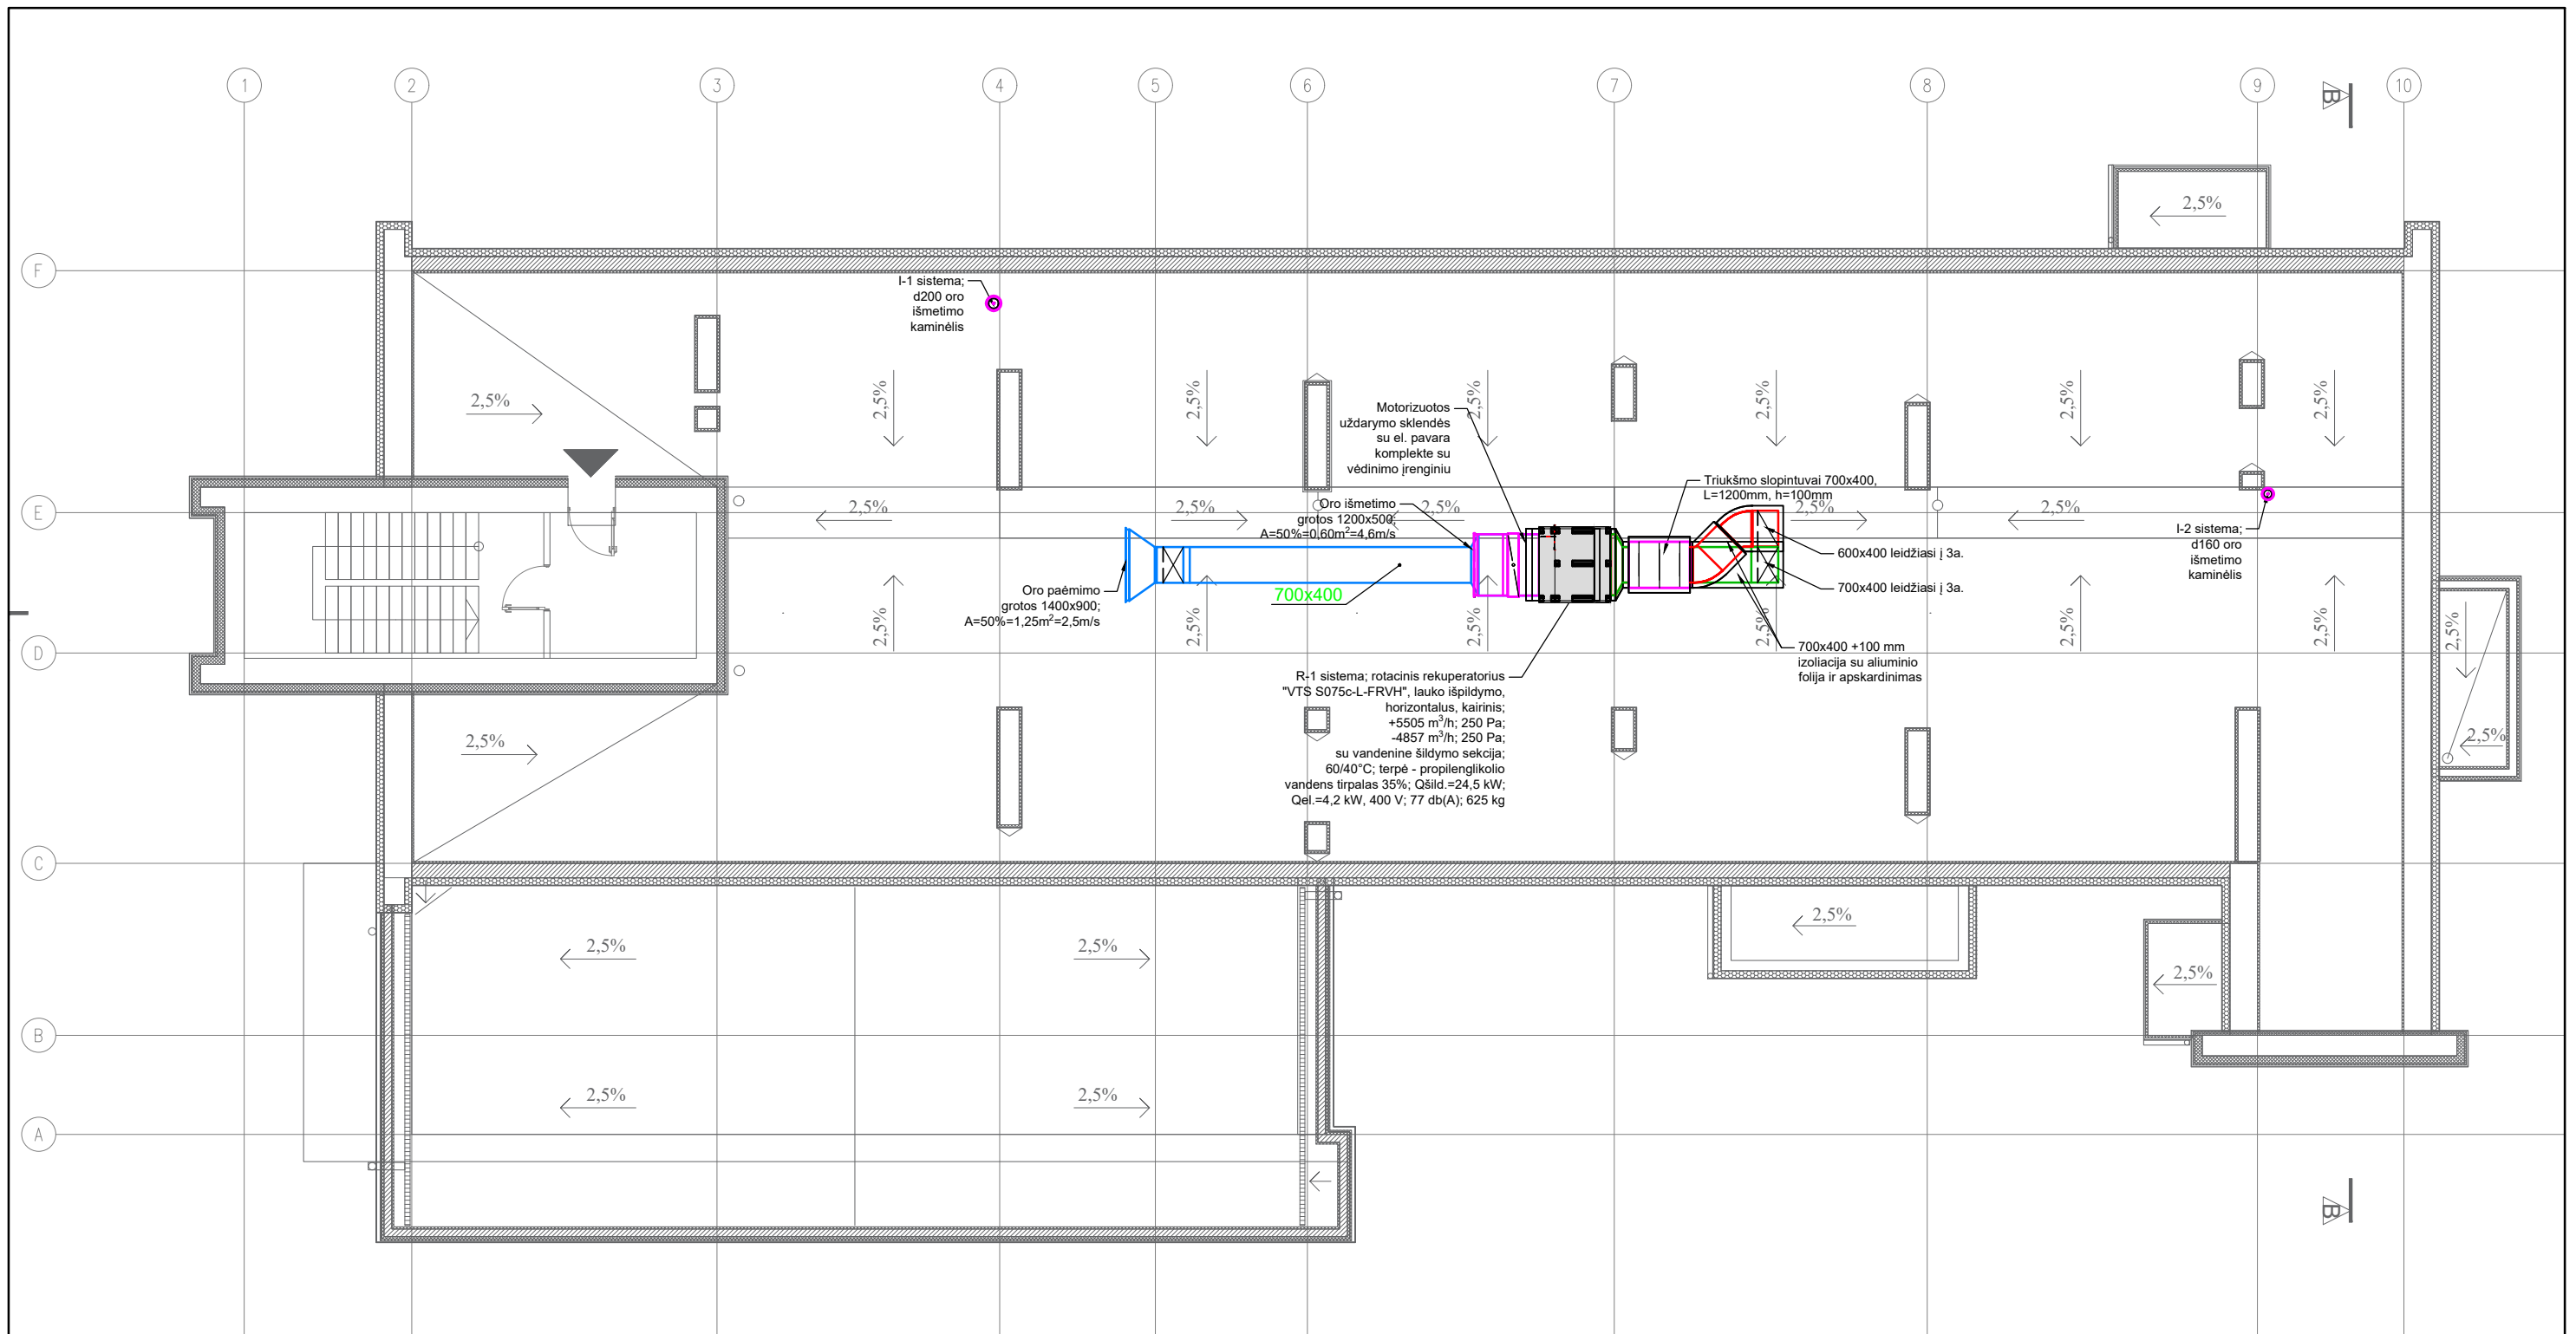 1
2
3
4
5
6
7
8
9
10
B
2,5%
F
I-1 sistema;
d200 oro
išmetimo
kaminėlis
2,5%
2,5%
2,5%
2,5%
2,5%
2,5%
2,5%
Motorizuotos
uždarymo sklendės
su el. pavara
komplekte su
vėdinimo įrenginiu
Triukšmo slopintuvai 700x400,
L=1200mm, h=100mm
E
2,5%
2,5%
2,5%
2,5%
2,5%
Oro išmetimo
grotos 1200x500;
A=50%=0,60m²=4,6m/s
I-2 sistema;
d160 oro
išmetimo
kaminėlis
600x400 leidžiasi į 3a.
700x400 leidžiasi į 3a.
Oro paėmimo
grotos 1400x900;
A=50%=1,25m²=2,5m/s
700x400
2,5%
2,5%
2,5%
2,5%
2,5%
2,5%
2,5%
D
700x400 +100 mm
izoliacija su aliuminio
folija ir apskardinimas
R-1 sistema; rotacinis rekuperatorius
"VTS S075c-L-FRVH", lauko išpildymo,
horizontalus, kairinis;
+5505 m³/h; 250 Pa;
-4857 m³/h; 250 Pa;
su vandenine šildymo sekcija;
60/40°C; terpė - propilenglikolio
vandens tirpalas 35%; Qšild.=24,5 kW;
Qel.=4,2 kW, 400 V; 77 db(A); 625 kg
2,5%
2,5%
C
2,5%
2,5%
2,5%
2,5%
B
2,5%
2,5%
A
B